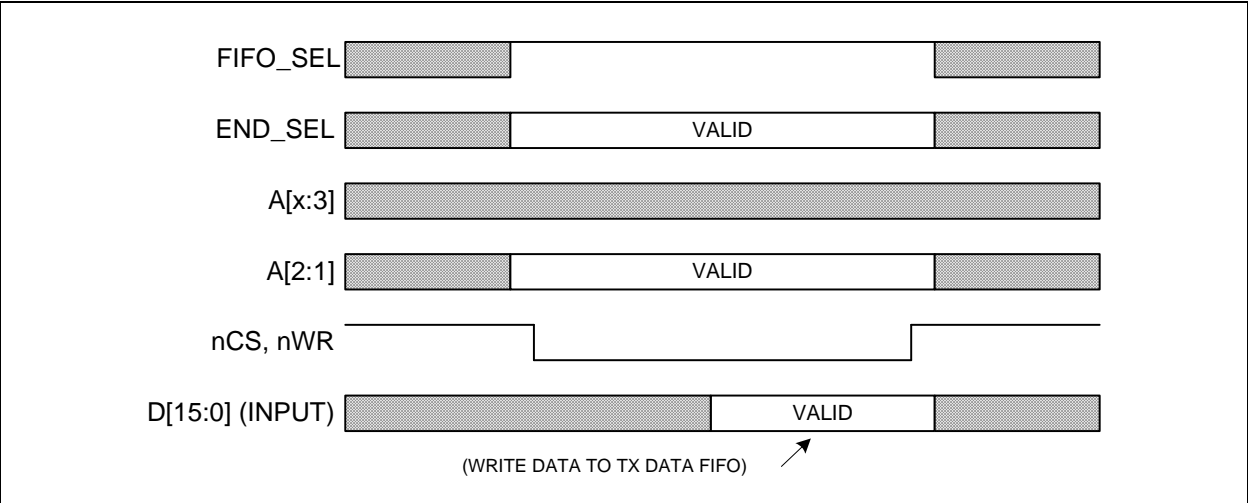 FIFO_SEL
END_SEL
VALID
A[x:3]
A[2:1]
VALID
nCS, nWR
D[15:0] (INPUT)
VALID
(WRITE DATA TO TX DATA FIFO)